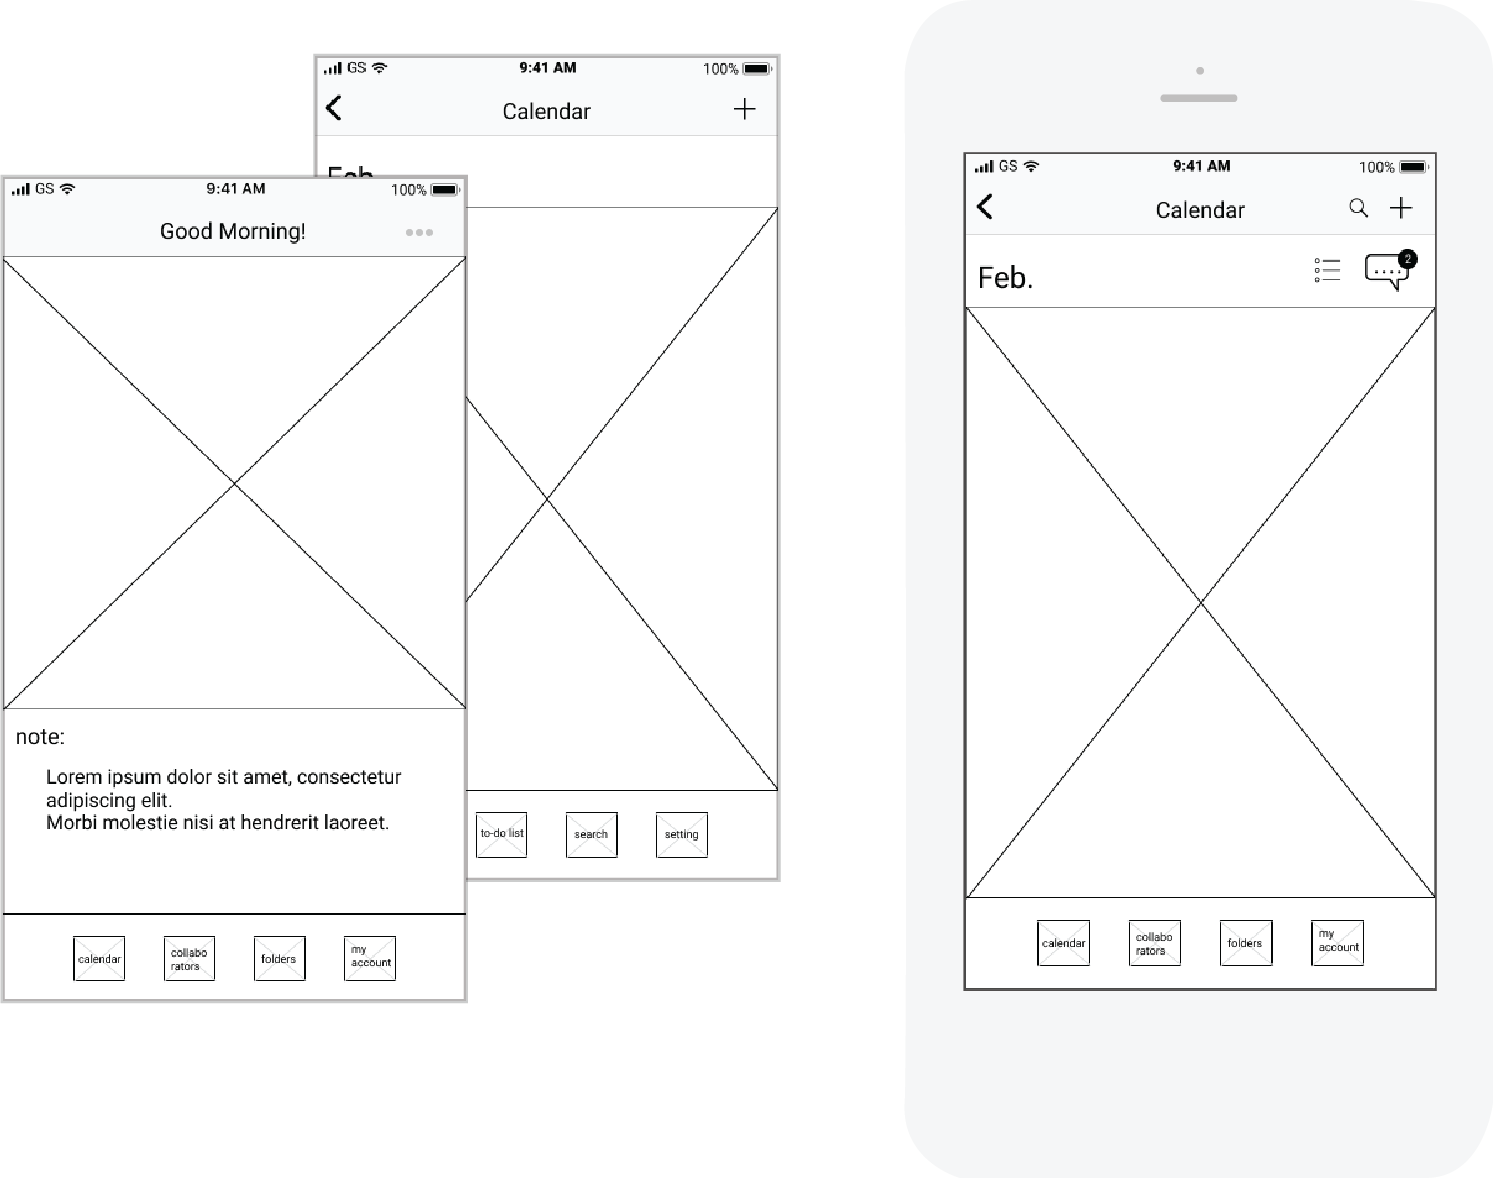 GS 9:41 AM 100%
Calendar
Feb.
GS 9:41 AM 100%
Good Morning!
note:
Lorem ipsum dolor sit amet, consectetur
adipiscing elit.
Morbi molestie nisi at hendrerit laoreet.
to-do list search setting
calendar
collabo
rators
folders
my
account
GS 9:41 AM 100%
Calendar
Feb.
2
calendar
collabo
rators
folders
my
account